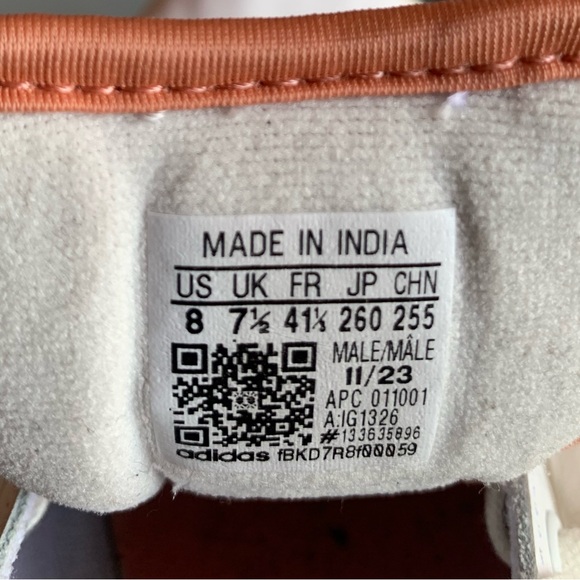 MADE IN INDIA
US UK FR JP CHN
8 7½ 41⅓ 260 255
MALE/MÂLE
11/23
APC 011001
A:IG1326
#133635896
adidas fBKD7R8f00059